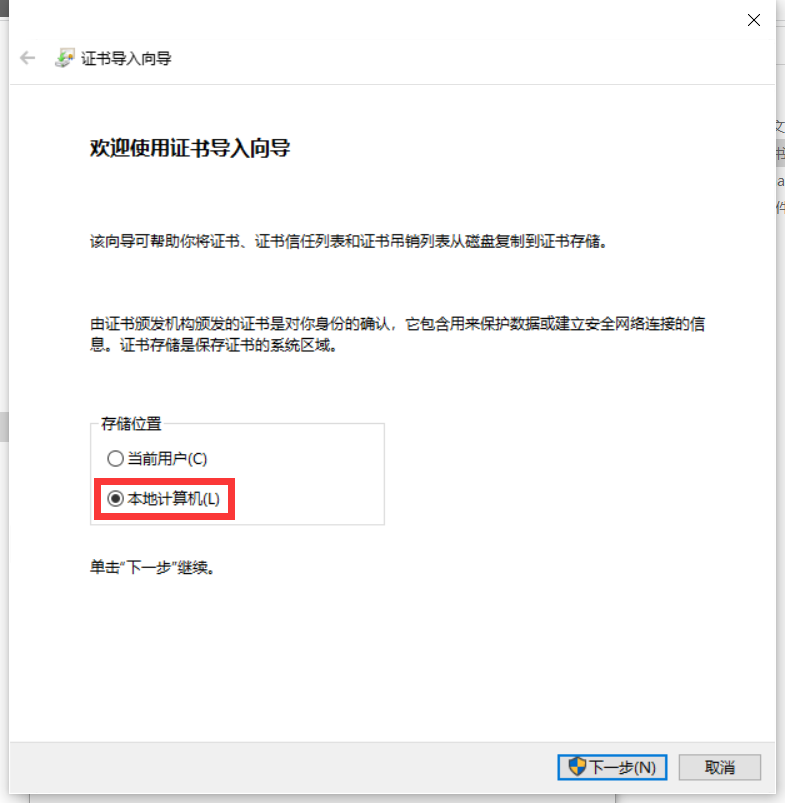 证书导入向导
欢迎使用证书导入向导
该向导可帮助你将证书、证书信任列表和证书吊销列表从磁盘复制到证书存储。
由证书颁发机构颁发的证书是对你身份的确认，它包含用来保护数据或建立安全网络连接的信
息。证书存储是保存证书的系统区域。
存储位置
当前用户(C)
本地计算机(L)
单击“下一步”继续。
下一步(N)
取消